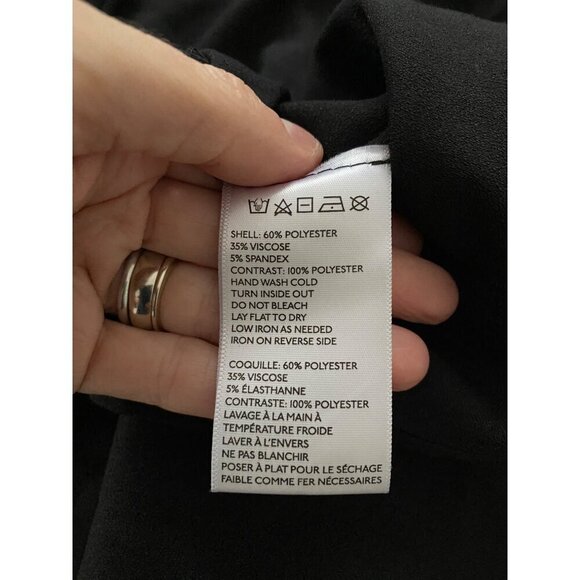 SHELL: 60% POLYESTER
35% VISCOSE
5% SPANDEX
CONTRAST: 100% POLYESTER
HAND WASH COLD
TURN INSIDE OUT
DO NOT BLEACH
LAY FLAT TO DRY
LOW IRON AS NEEDED
IRON ON REVERSE SIDE
COQUILLE: 60% POLYESTER
35% VISCOSE
5% ÉLASTHANNE
CONTRASTE: 100% POLYESTER
LAVAGE À LA MAIN À
TEMPÉRATURE FROIDE
LAVER À L'ENVERS
NE PAS BLANCHIR
POSER À PLAT POUR LE SÉCHAGE
FAIBLE COMME FER NÉCESSAIRES